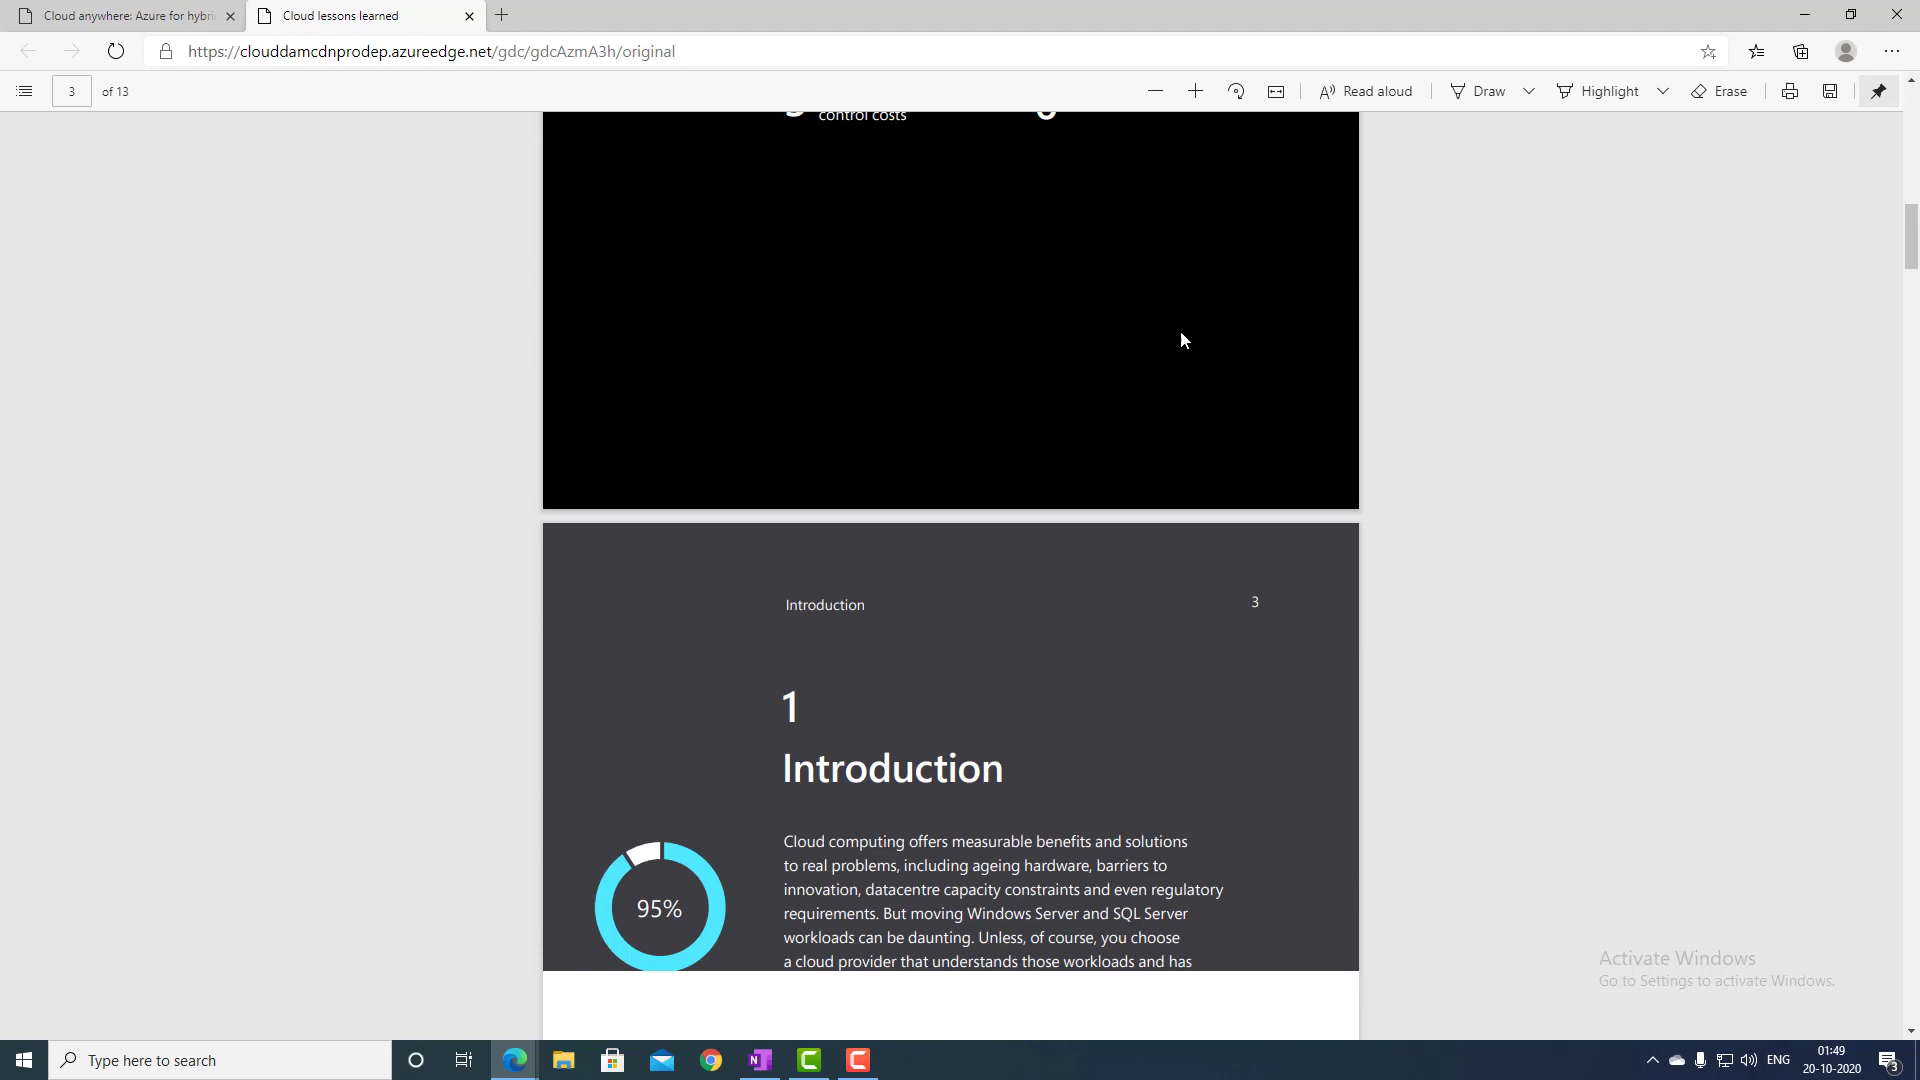 Cloud anywhere: Azure for hybri
Cloud lessons learned
https://clouddamcdnprodep.azureedge.net/gdc/gdcAzmA3h/original
3 of 13
Read aloud
Draw
Highlight
Erase
control costs
Introduction
3
1
Introduction
95%
Cloud computing offers measurable benefits and solutions
to real problems, including ageing hardware, barriers to
innovation, datacentre capacity constraints and even regulatory
requirements. But moving Windows Server and SQL Server
workloads can be daunting. Unless, of course, you choose
a cloud provider that understands those workloads and has
Activate Windows
Go to Settings to activate Windows.
Type here to search
ENG
01:49
20-10-2020
3